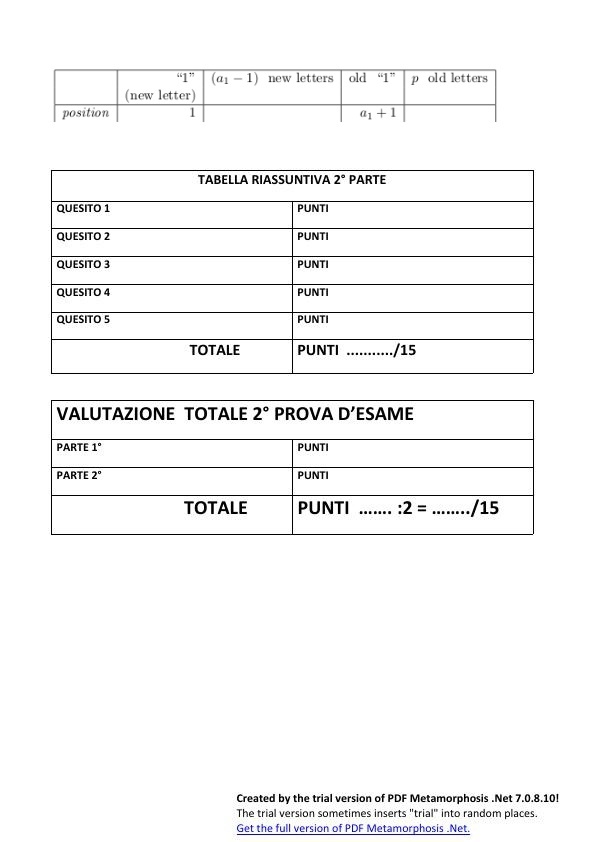 “1” (a₁ − 1) new letters old “1” p old letters
(new letter)
position 1 a₁ + 1
TABELLA RIASSUNTIVA 2° PARTE
QUESITO 1 PUNTI
QUESITO 2 PUNTI
QUESITO 3 PUNTI
QUESITO 4 PUNTI
QUESITO 5 PUNTI
TOTALE PUNTI ........../15
VALUTAZIONE TOTALE 2° PROVA D’ESAME
PARTE 1° PUNTI
PARTE 2° PUNTI
TOTALE PUNTI ....... :2 = ......../15
Created by the trial version of PDF Metamorphosis .Net 7.0.8.10!
The trial version sometimes inserts "trial" into random places.
Get the full version of PDF Metamorphosis .Net.